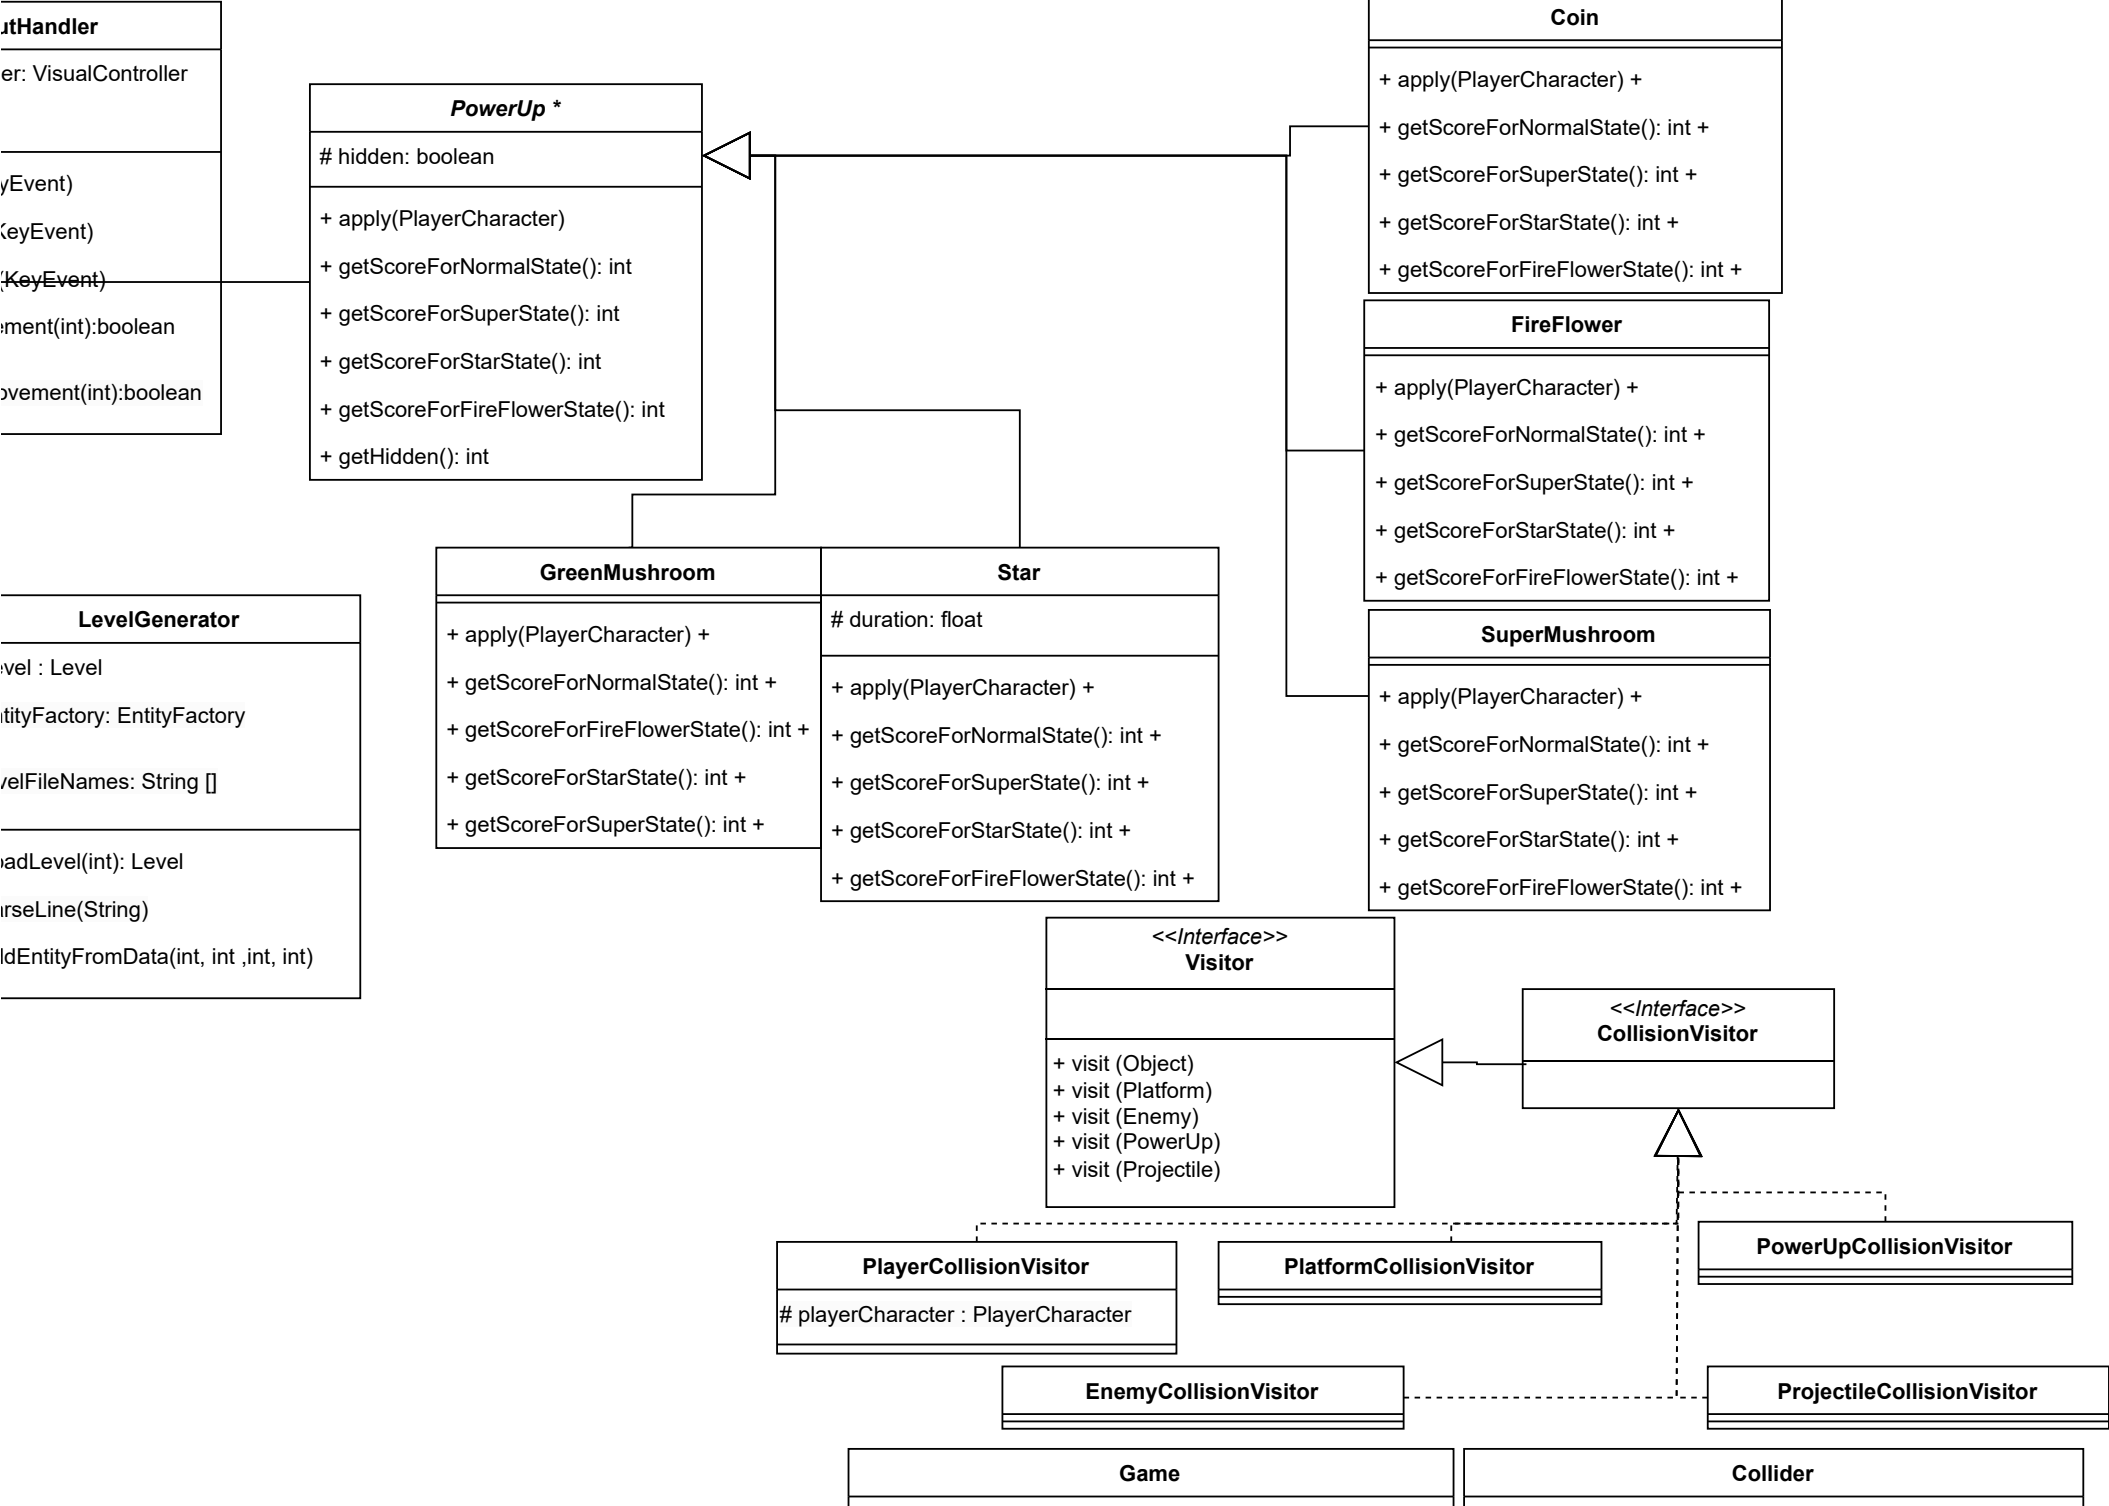 utHandler
er: VisualController
yEvent)
KeyEvent)
(KeyEvent)
ement(int):boolean
ovement(int):boolean
PowerUp *
# hidden: boolean
+ apply(PlayerCharacter)
+ getScoreForNormalState(): int
+ getScoreForSuperState(): int
+ getScoreForStarState(): int
+ getScoreForFireFlowerState(): int
+ getHidden(): int
Coin
+ apply(PlayerCharacter) +
+ getScoreForNormalState(): int +
+ getScoreForSuperState(): int +
+ getScoreForStarState(): int +
+ getScoreForFireFlowerState(): int +
FireFlower
+ apply(PlayerCharacter) +
+ getScoreForNormalState(): int +
+ getScoreForSuperState(): int +
+ getScoreForStarState(): int +
+ getScoreForFireFlowerState(): int +
GreenMushroom
+ apply(PlayerCharacter) +
+ getScoreForNormalState(): int +
+ getScoreForFireFlowerState(): int +
+ getScoreForStarState(): int +
+ getScoreForSuperState(): int +
Star
# duration: float
+ apply(PlayerCharacter) +
+ getScoreForNormalState(): int +
+ getScoreForSuperState(): int +
+ getScoreForStarState(): int +
+ getScoreForFireFlowerState(): int +
SuperMushroom
+ apply(PlayerCharacter) +
+ getScoreForNormalState(): int +
+ getScoreForSuperState(): int +
+ getScoreForStarState(): int +
+ getScoreForFireFlowerState(): int +
LevelGenerator
evel : Level
tityFactory: EntityFactory
velFileNames: String []
oadLevel(int): Level
arseLine(String)
ddEntityFromData(int, int ,int, int)
<<Interface>>
Visitor
+ visit (Object)
+ visit (Platform)
+ visit (Enemy)
+ visit (PowerUp)
+ visit (Projectile)
<<Interface>>
CollisionVisitor
PlayerCollisionVisitor
# playerCharacter : PlayerCharacter
PlatformCollisionVisitor
PowerUpCollisionVisitor
EnemyCollisionVisitor
ProjectileCollisionVisitor
Game
Collider